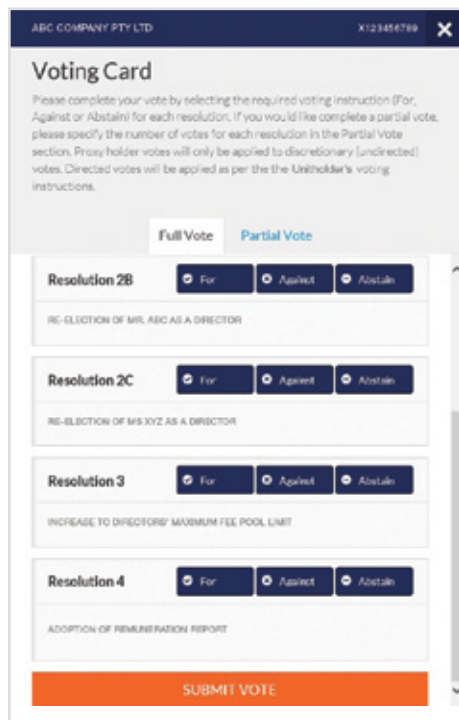 ABC COMPANY PTY LTD X123456789
Voting Card
Please complete your vote by selecting the required voting instruction (For,
Against or Abstain) for each resolution. If you would like complete a partial vote,
please specify the number of votes for each resolution in the Partial Vote
section. Proxy holder votes will only be applied to discretionary (undirected)
votes. Directed votes will be applied as per the the Unitholder's voting
instructions.
Full Vote Partial Vote
Resolution 2B For Against Abstain
RE-ELECTION OF MR. ABC AS A DIRECTOR
Resolution 2C For Against Abstain
RE-ELECTION OF MS XYZ AS A DIRECTOR
Resolution 3 For Against Abstain
INCREASE TO DIRECTORS' MAXIMUM FEE POOL LIMIT
Resolution 4 For Against Abstain
ADOPTION OF REMUNERATION REPORT
SUBMIT VOTE